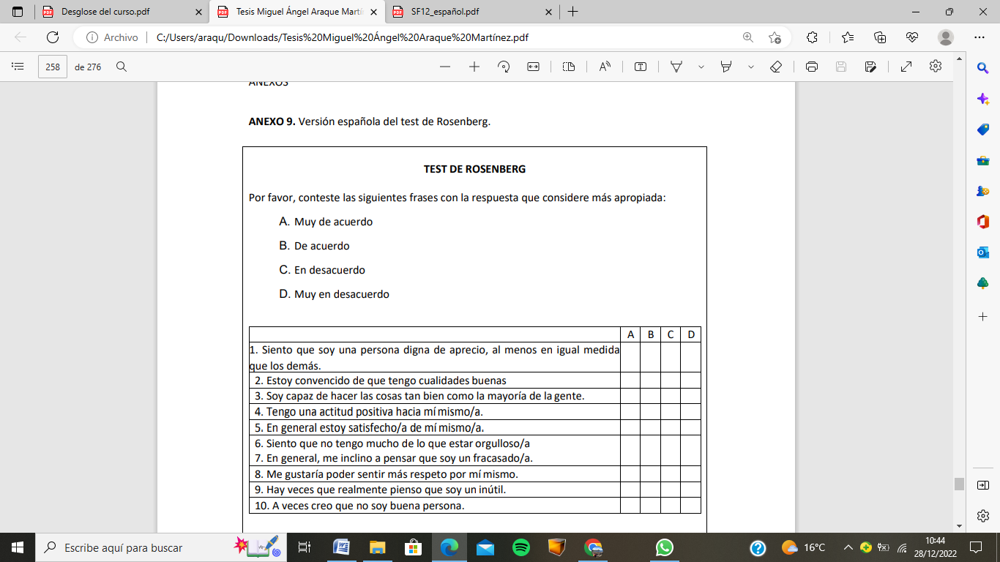 Desglose del curso.pdf
Tesis Miguel Ángel Araque Martí
SF12_español.pdf
Archivo
C:/Users/araqu/Downloads/Tesis%20Miguel%20Ángel%20Araque%20Martínez.pdf
258 de 276
ANEXOS
ANEXO 9. Versión española del test de Rosenberg.
TEST DE ROSENBERG
Por favor, conteste las siguientes frases con la respuesta que considere más apropiada:
A. Muy de acuerdo
B. De acuerdo
C. En desacuerdo
D. Muy en desacuerdo
A B C D
1. Siento que soy una persona digna de aprecio, al menos en igual medida
que los demás.
2. Estoy convencido de que tengo cualidades buenas
3. Soy capaz de hacer las cosas tan bien como la mayoría de la gente.
4. Tengo una actitud positiva hacia mí mismo/a.
5. En general estoy satisfecho/a de mí mismo/a.
6. Siento que no tengo mucho de lo que estar orgulloso/a
7. En general, me inclino a pensar que soy un fracasado/a.
8. Me gustaría poder sentir más respeto por mí mismo.
9. Hay veces que realmente pienso que soy un inútil.
10. A veces creo que no soy buena persona.
Escribe aquí para buscar
16°C
10:44
28/12/2022